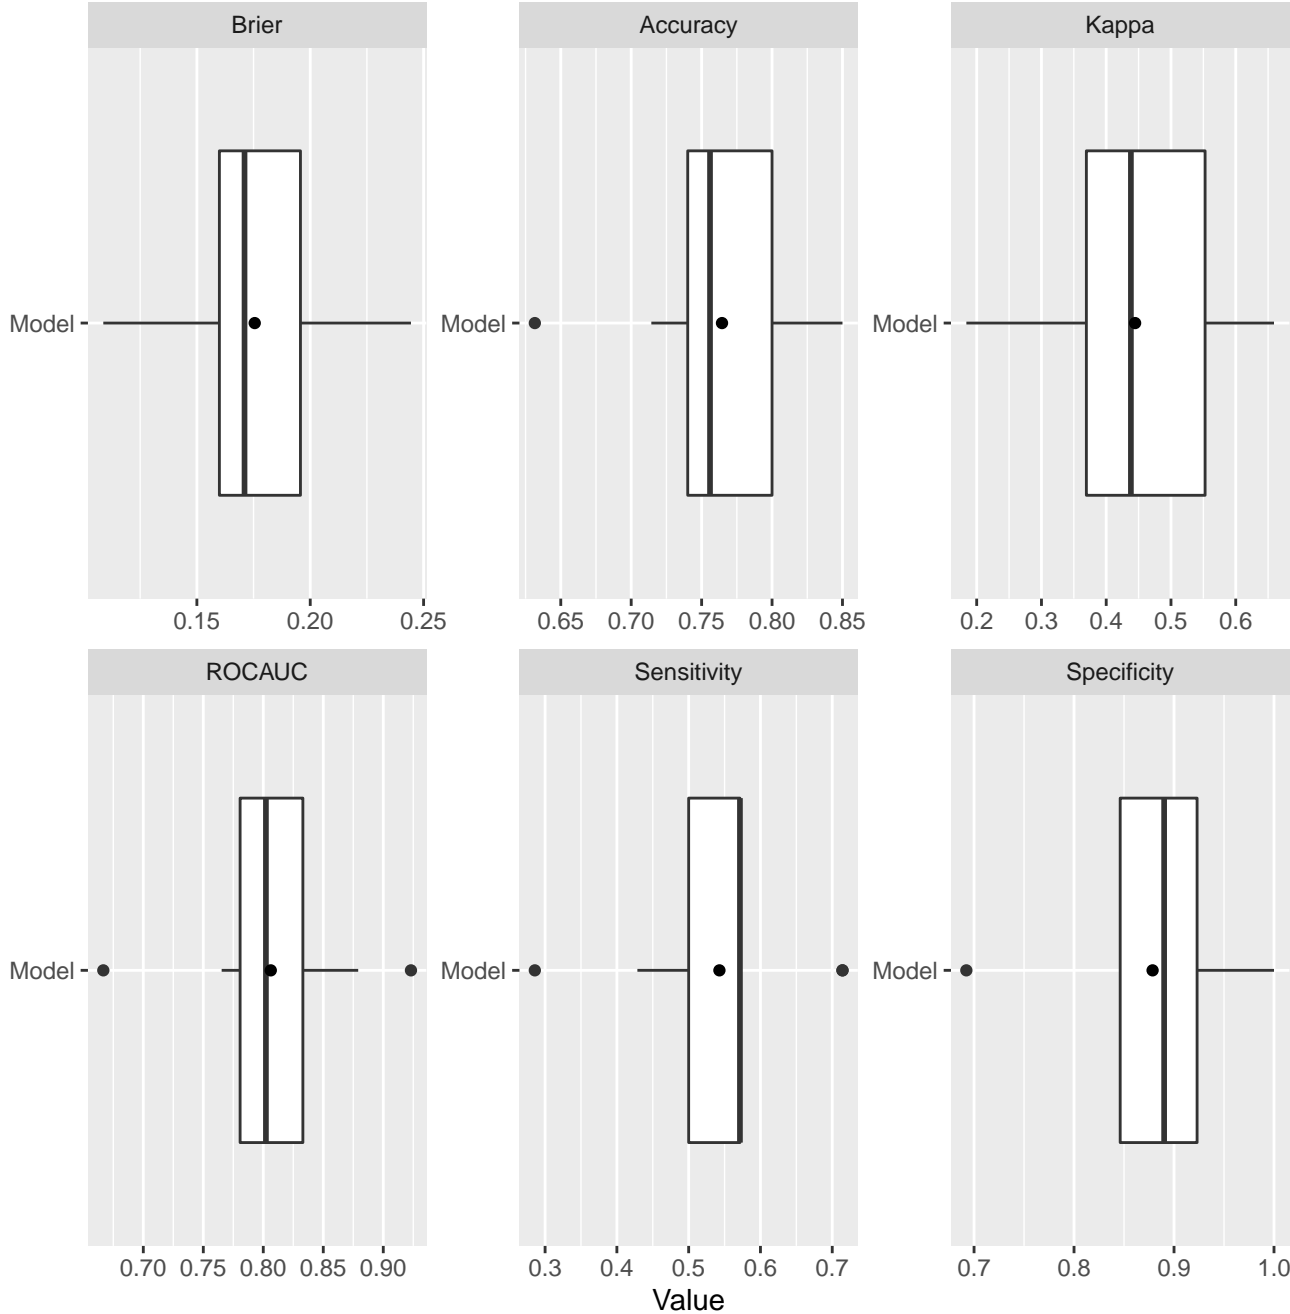 Brier Accuracy Kappa
Model Model Model
0.15 0.20 0.25 0.65 0.70 0.75 0.80 0.85 0.2 0.3 0.4 0.5 0.6
ROCAUC Sensitivity Specificity
Model Model Model
0.70 0.75 0.80 0.85 0.90 0.3 0.4 0.5 0.6 0.7 0.7 0.8 0.9 1.0
Value